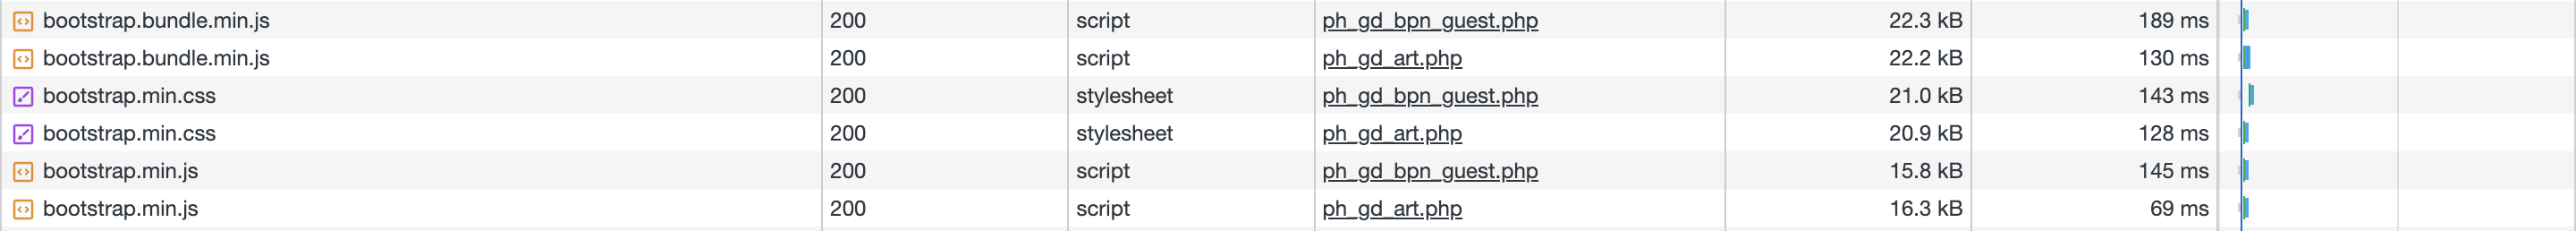 bootstrap.bundle.min.js 200 script ph_gd_bpn_guest.php 22.3 kB 189 ms
bootstrap.bundle.min.js 200 script ph_gd_art.php 22.2 kB 130 ms
bootstrap.min.css 200 stylesheet ph_gd_bpn_guest.php 21.0 kB 143 ms
bootstrap.min.css 200 stylesheet ph_gd_art.php 20.9 kB 128 ms
bootstrap.min.js 200 script ph_gd_bpn_guest.php 15.8 kB 145 ms
bootstrap.min.js 200 script ph_gd_art.php 16.3 kB 69 ms